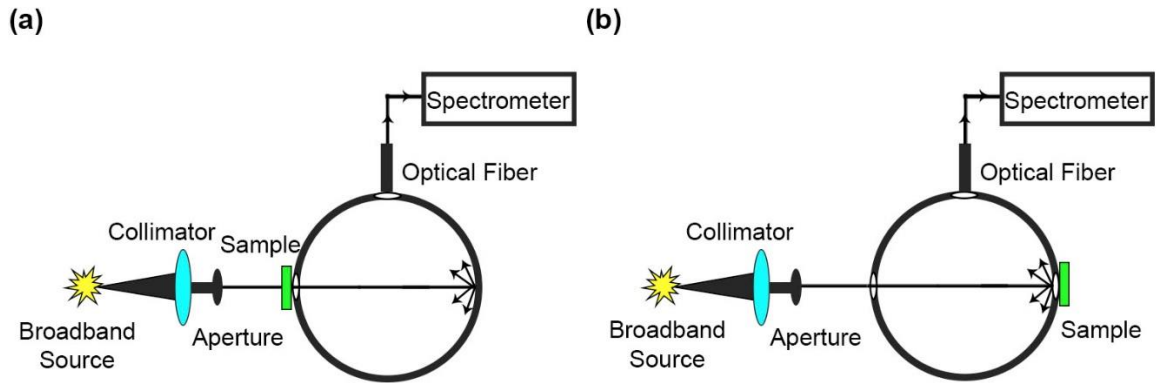 (a)
Spectrometer
Optical Fiber
Collimator
Sample
Aperture
Broadband
Source
(b)
Spectrometer
Optical Fiber
Collimator
Aperture
Broadband
Source
Sample